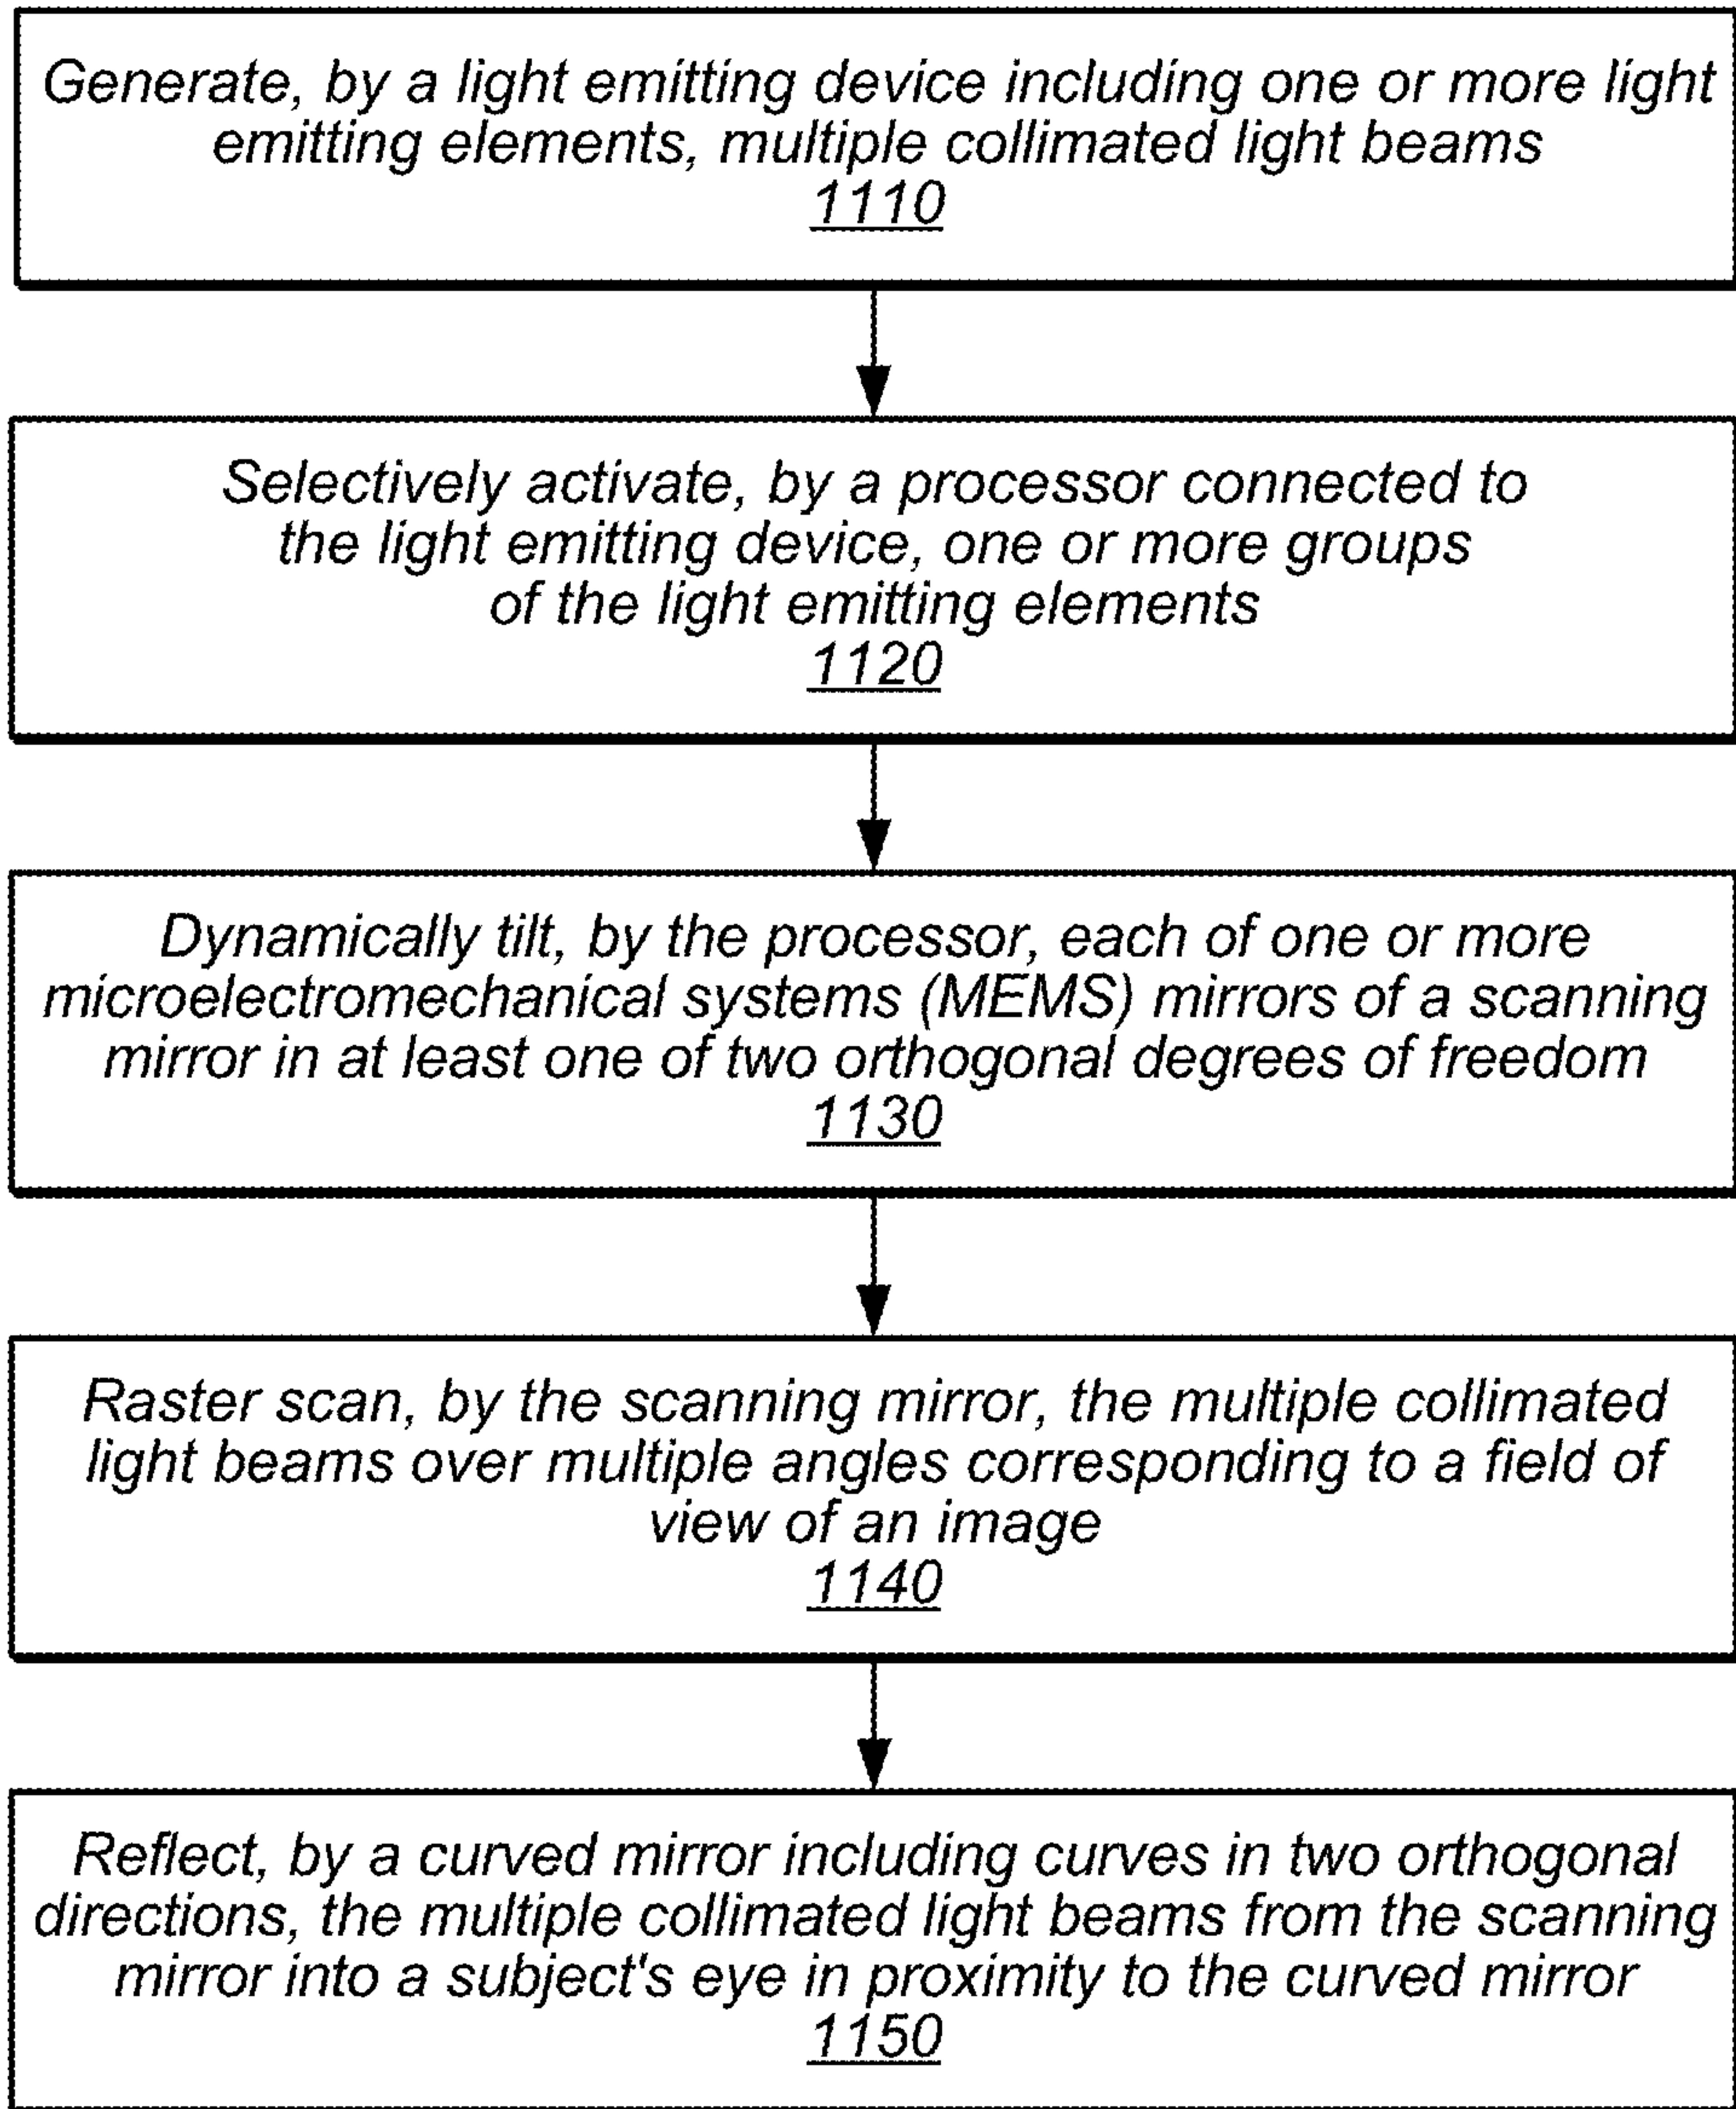 Generate, by a light emitting device including one or more light
emitting elements, multiple collimated light beams
1110
Selectively activate, by a processor connected to
the light emitting device, one or more groups
of the light emitting elements
1120
Dynamically tilt, by the processor, each of one or more
microelectromechanical systems (MEMS) mirrors of a scanning
mirror in at least one of two orthogonal degrees of freedom
1130
Raster scan, by the scanning mirror, the multiple collimated
light beams over multiple angles corresponding to a field of
view of an image
1140
Reflect, by a curved mirror including curves in two orthogonal
directions, the multiple collimated light beams from the scanning
mirror into a subject's eye in proximity to the curved mirror
1150